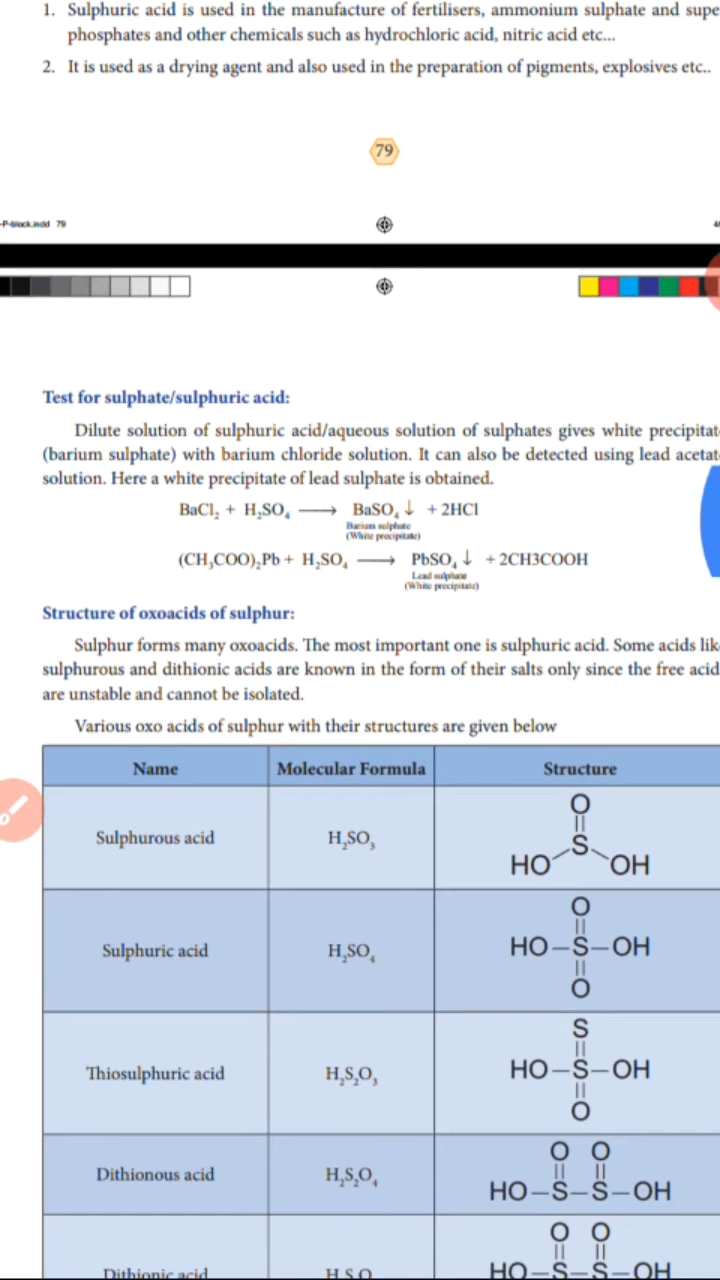 1. Sulphuric acid is used in the manufacture of fertilisers, ammonium sulphate and supe
phosphates and other chemicals such as hydrochloric acid, nitric acid etc...
2. It is used as a drying agent and also used in the preparation of pigments, explosives etc..
79
-P-block.indd 79
Test for sulphate/sulphuric acid:
Dilute solution of sulphuric acid/aqueous solution of sulphates gives white precipitat
(barium sulphate) with barium chloride solution. It can also be detected using lead acetat
solution. Here a white precipitate of lead sulphate is obtained.
BaCl₂ + H₂SO₄ ⟶ BaSO₄↓ + 2HCl
Barium sulphate
(White precipitate)
(CH₃COO)₂Pb + H₂SO₄ ⟶ PbSO₄↓ + 2CH3COOH
Lead sulphate
(White precipitate)
Structure of oxoacids of sulphur:
Sulphur forms many oxoacids. The most important one is sulphuric acid. Some acids lik
sulphurous and dithionic acids are known in the form of their salts only since the free acid
are unstable and cannot be isolated.
Various oxo acids of sulphur with their structures are given below
Name Molecular Formula Structure
O
Sulphurous acid H₂SO₃ S
HO OH
O
Sulphuric acid H₂SO₄ HO–S–OH
O
S
Thiosulphuric acid H₂S₂O₃ HO–S–OH
O
O O
Dithionous acid H₂S₂O₄ HO–S–S–OH
O O
Dithionic acid HO–S–S–OH